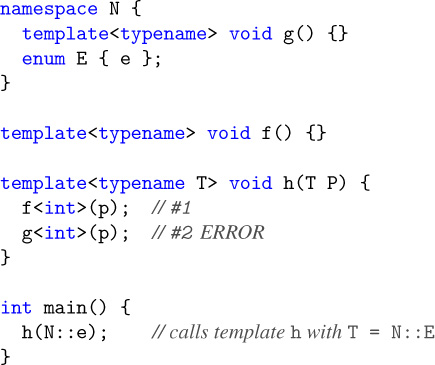 namespace N {
template<typename> void g() {}
enum E { e };
}
template<typename> void f() {}
template<typename T> void h(T P) {
f<int>(p); // #1
g<int>(p); // #2 ERROR
}
int main() {
h(N::e); // calls template h with T = N::E
}